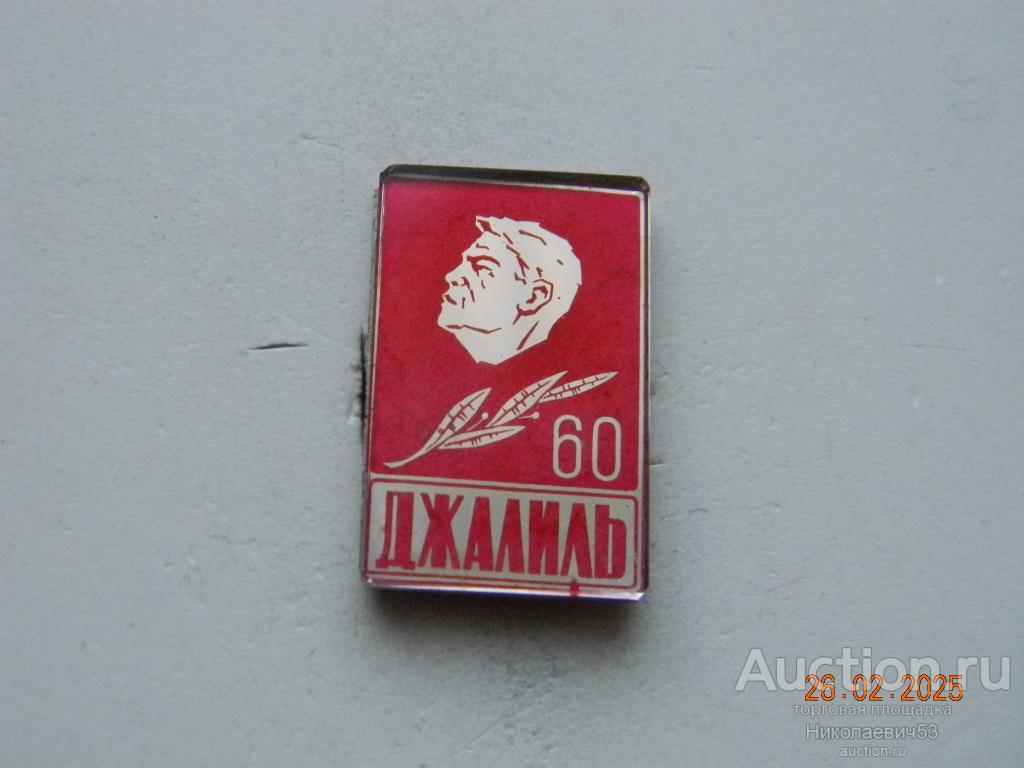 60
ДЖАЛИЛЬ
Auction.ru
26.02.2025
торговая площадка
Николаевич53
auction.ru